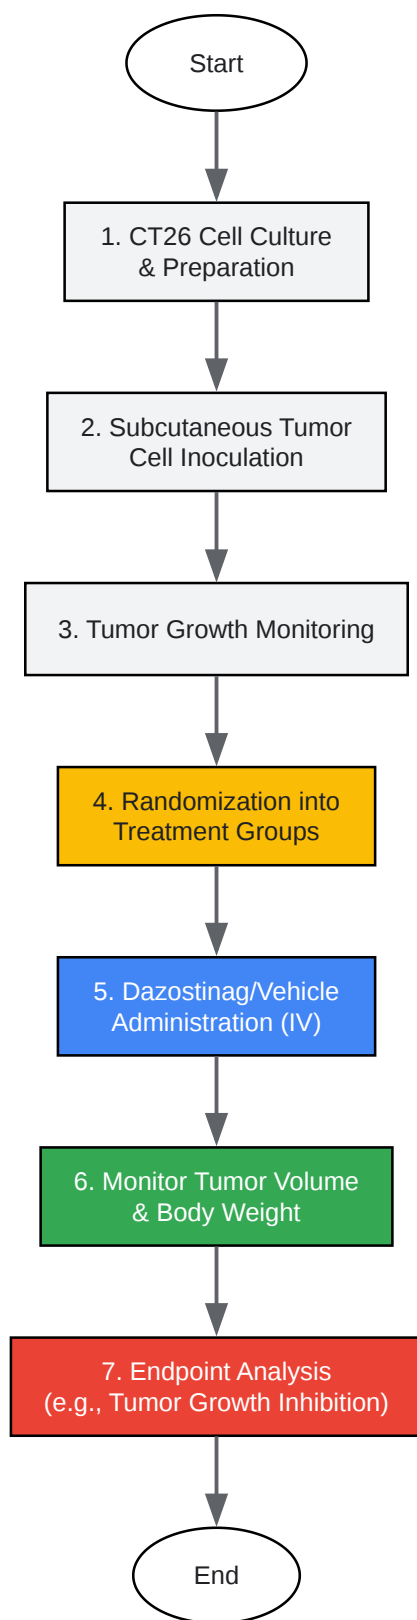 Start
1. CT26 Cell Culture
& Preparation
2. Subcutaneous Tumor
Cell Inoculation
3. Tumor Growth Monitoring
4. Randomization into
Treatment Groups
5. Dazostinag/Vehicle
Administration (IV)
6. Monitor Tumor Volume
& Body Weight
7. Endpoint Analysis
(e.g., Tumor Growth Inhibition)
End